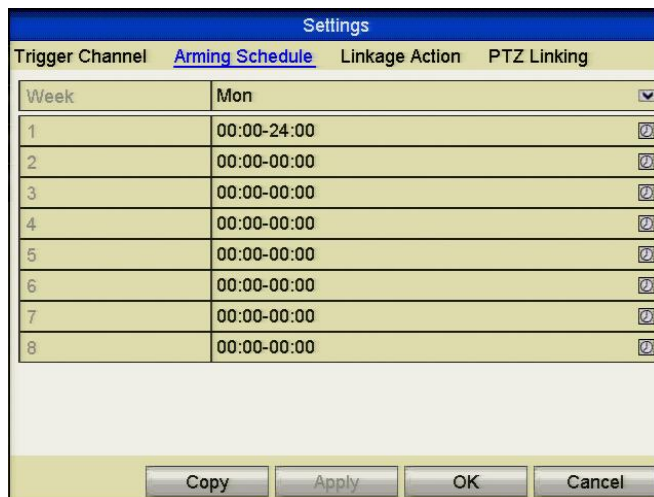 Settings
Trigger Channel Arming Schedule Linkage Action PTZ Linking
Week Mon
1 00:00-24:00
2 00:00-00:00
3 00:00-00:00
4 00:00-00:00
5 00:00-00:00
6 00:00-00:00
7 00:00-00:00
8 00:00-00:00
Copy Apply OK Cancel